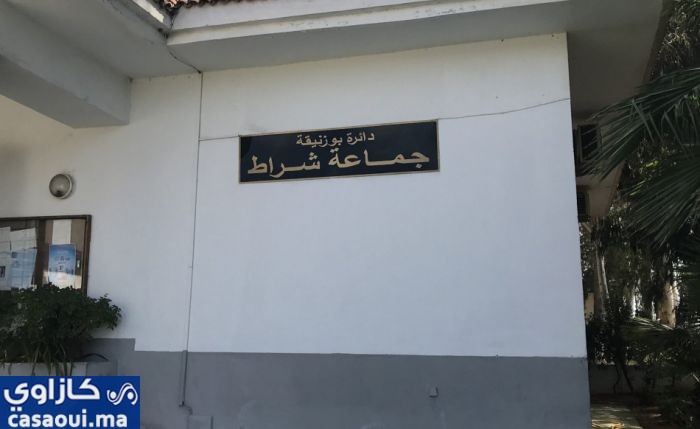 دائرة بوزنيقة
جماعة شراط
كازاوي
casaoui.ma